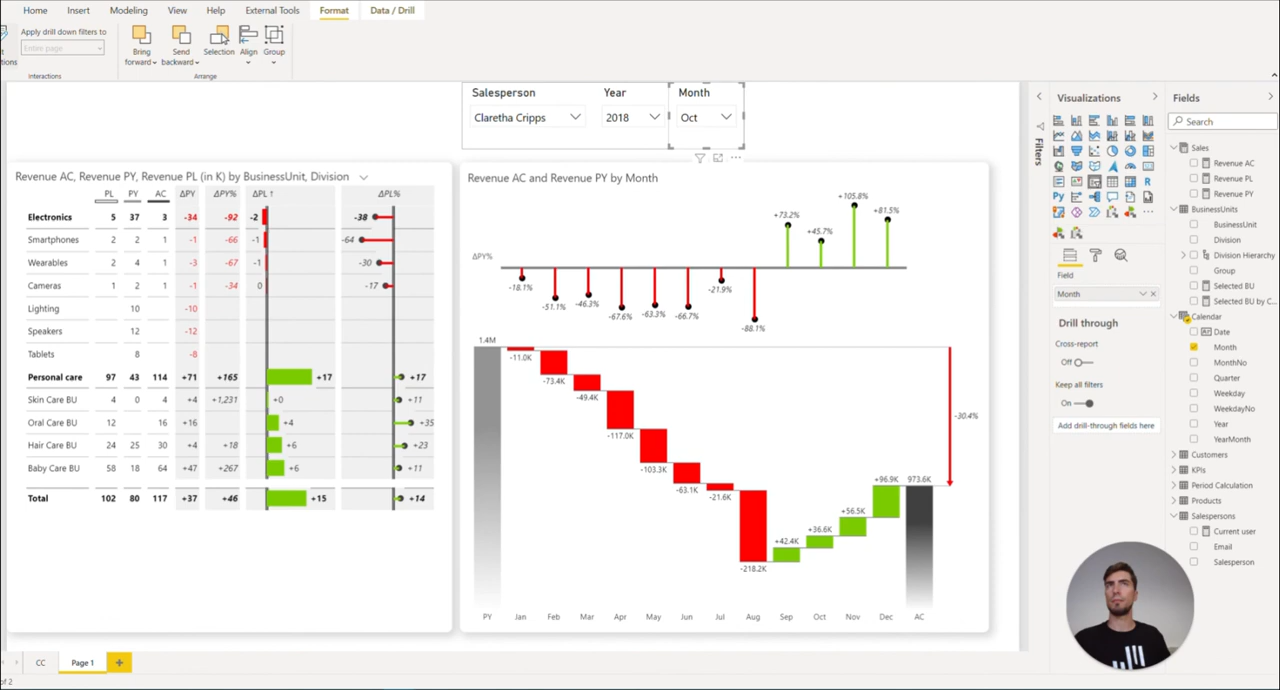 Home Insert Modeling View Help External Tools Format Data / Drill
Apply drill down filters to
Entire page
Interactions
Bring forward
Send backward
Selection
Align
Group
Arrange
Salesperson Year Month
Claretha Cripps 2018 Oct
Revenue AC, Revenue PY, Revenue PL (in K) by BusinessUnit, Division
PL PY AC ΔPY ΔPY% ΔPL ↑ ΔPL%
Electronics 5 37 3 -34 -92 -2 -38
Smartphones 2 2 1 -1 -66 -1 -64
Wearables 2 4 1 -3 -67 -1 -30
Cameras 1 2 1 -1 -34 0 -17
Lighting 10 -10
Speakers 12 -12
Tablets 8 -8
Personal care 97 43 114 +71 +165 +17 +17
Skin Care BU 4 0 4 +4 +1,231 +0 +11
Oral Care BU 12 16 +16 +4 +35
Hair Care BU 24 25 30 +4 +18 +6 +23
Baby Care BU 58 18 64 +47 +267 +6 +11
Total 102 80 117 +37 +46 +15 +14
Revenue AC and Revenue PY by Month
ΔPY%
-18.1% -51.1% -46.3% -67.6% -63.3% -66.7% -21.9% -88.1% +73.2% +45.7% +105.8% +81.5%
1.4M -11.0K -73.4K -49.4K -117.0K -103.3K -63.1K -21.6K -218.2K +42.4K +36.6K +56.5K +96.9K 973.6K
-30.4%
PY Jan Feb Mar Apr May Jun Jul Aug Sep Oct Nov Dec AC
Filters
Visualizations
Field
Month
Drill through
Cross-report
Off
Keep all filters
On
Add drill-through fields here
Fields
Search
Sales
Revenue AC
Revenue PL
Revenue PY
BusinessUnits
BusinessUnit
Division
Division Hierarchy
Group
Selected BU
Selected BU by C...
Calendar
Date
Month
MonthNo
Quarter
Weekday
WeekdayNo
Year
YearMonth
Customers
KPIs
Period Calculation
Products
Salespersons
Current user
Email
Salesperson
CC Page 1
of 2